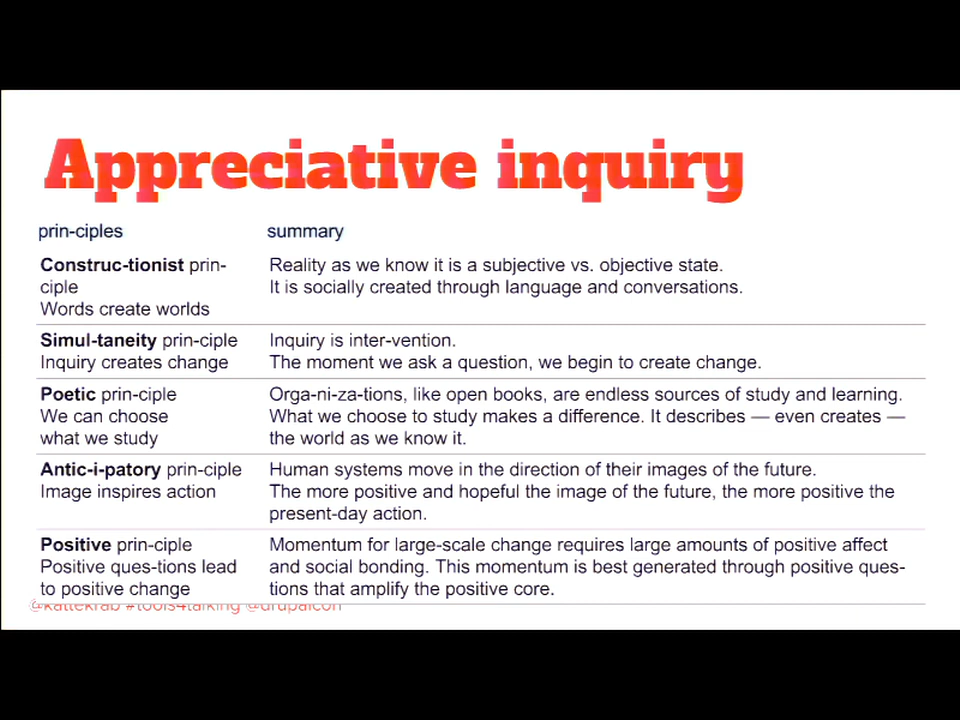 Appreciative inquiry
prin-ciples summary
Construc-tionist prin-
ciple
Words create worlds
Reality as we know it is a subjective vs. objective state.
It is socially created through language and conversations.
Simul-taneity prin-ciple
Inquiry creates change
Inquiry is inter-vention.
The moment we ask a question, we begin to create change.
Poetic prin-ciple
We can choose
what we study
Orga-ni-za-tions, like open books, are endless sources of study and learning.
What we choose to study makes a difference. It describes — even creates —
the world as we know it.
Antic-i-patory prin-ciple
Image inspires action
Human systems move in the direction of their images of the future.
The more positive and hopeful the image of the future, the more positive the
present-day action.
Positive prin-ciple
Positive ques-tions lead
to positive change
Momentum for large-scale change requires large amounts of positive affect
and social bonding. This momentum is best generated through positive ques-
tions that amplify the positive core.
@kattekrab #tools4talking @drupalcon